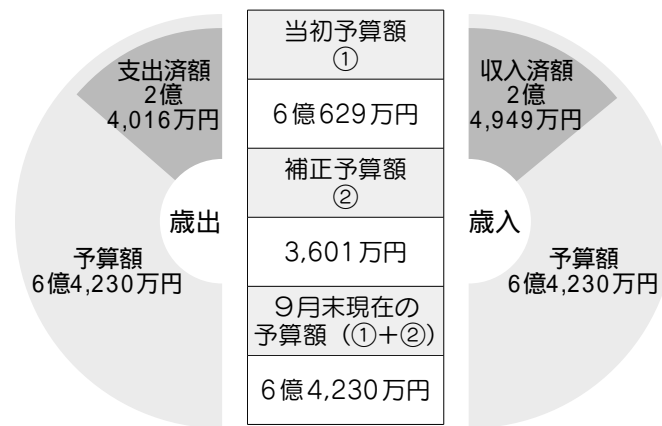 支出済額
2億
4,016万円
歳出
予算額
6億4,230万円
当初予算額
①
6億629万円
補正予算額
②
3,601万円
9月末現在の
予算額（①＋②）
6億4,230万円
収入済額
2億
4,949万円
歳入
予算額
6億4,230万円